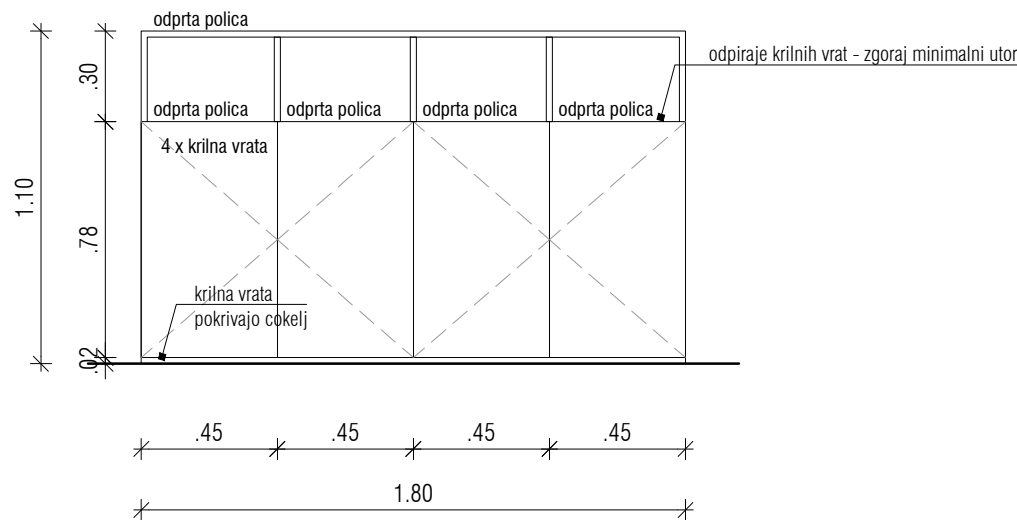 odprta polica
odpiraje krilnih vrat - zgoraj minimalni utor
.30
odprta polica odprta polica odprta polica odprta polica
4 x krilna vrata
1.10
.78
krilna vrata
pokrivajo cokelj
.02
.45 .45 .45 .45
1.80